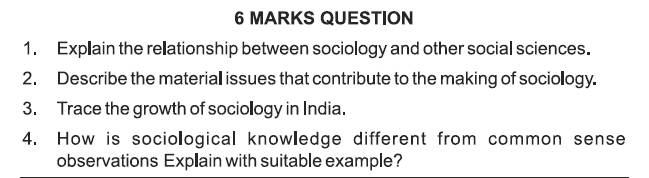 6 MARKS QUESTION
1. Explain the relationship between sociology and other social sciences.
2. Describe the material issues that contribute to the making of sociology.
3. Trace the growth of sociology in India.
4. How is sociological knowledge different from common sense
observations Explain with suitable example?